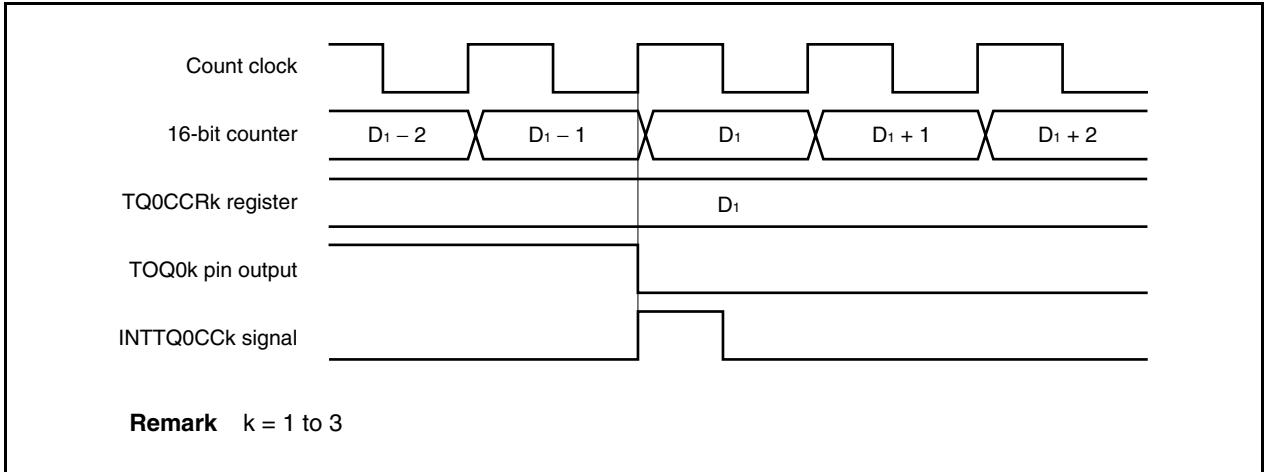 Count clock
16-bit counter
D1 − 2
D1 − 1
D1
D1 + 1
D1 + 2
TQ0CCRk register
D1
TOQ0k pin output
INTTQ0CCk signal
Remark k = 1 to 3